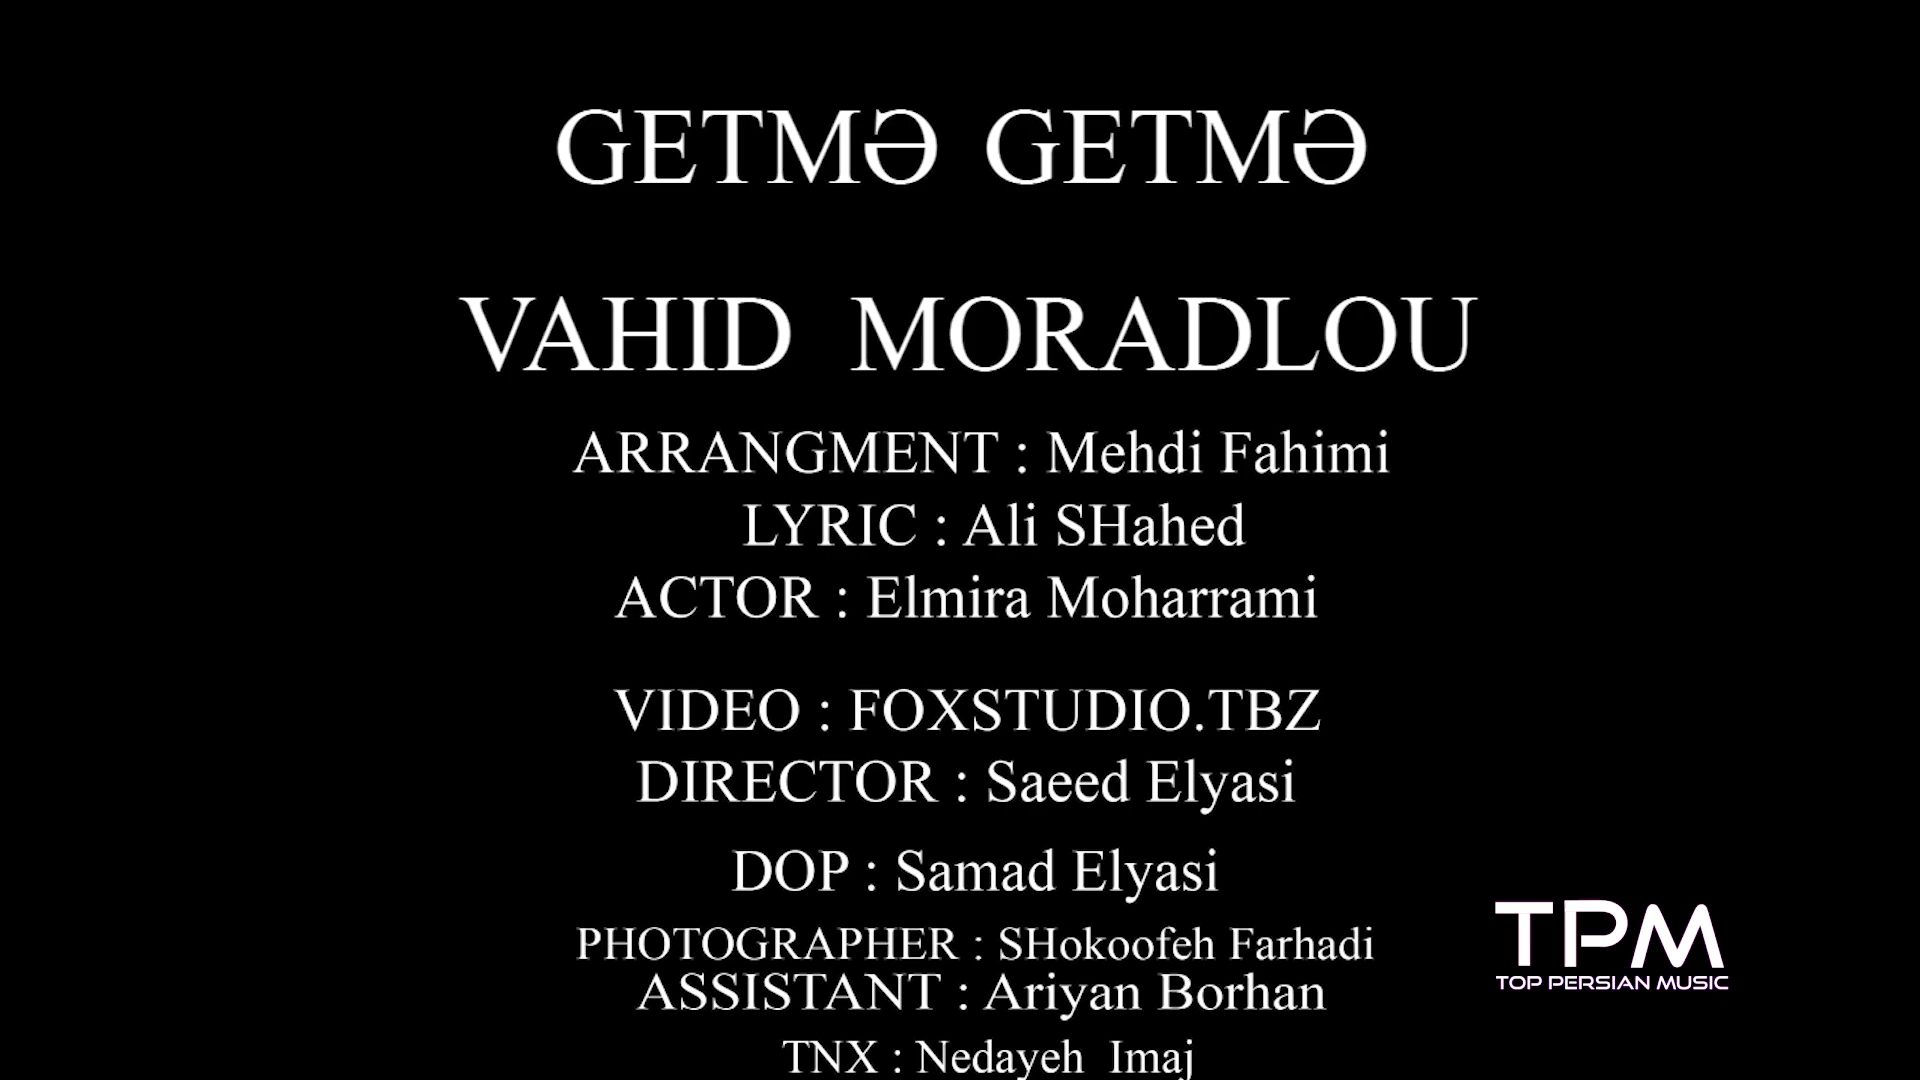 GETMƏ GETMƏ
VAHID MORADLOU
ARRANGMENT : Mehdi Fahimi
LYRIC : Ali SHahed
ACTOR : Elmira Moharrami
VIDEO : FOXSTUDIO.TBZ
DIRECTOR : Saeed Elyasi
DOP : Samad Elyasi
PHOTOGRAPHER : SHokoofeh Farhadi
ASSISTANT : Ariyan Borhan
TNX : Nedayeh Imaj
TPM
TOP PERSIAN MUSIC